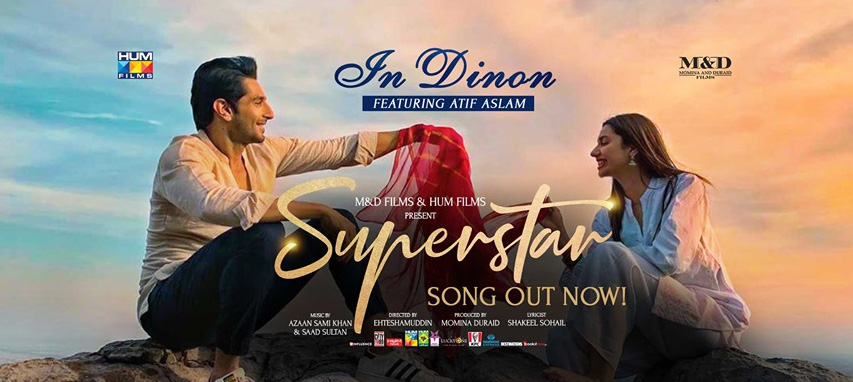 HUM
FILMS
In Dinon
FEATURING ATIF ASLAM
M&D
MOMINA AND DURAID
FILMS
M&D FILMS & HUM FILMS
PRESENT
Superstar
SONG OUT NOW!
MUSIC BY
AZAAN SAMI KHAN
& SAAD SULTAN
DIRECTED BY
EHTESHAMUDDIN
PRODUCED BY
MOMINA DURAID
LYRICIST
SHAKEEL SOHAIL